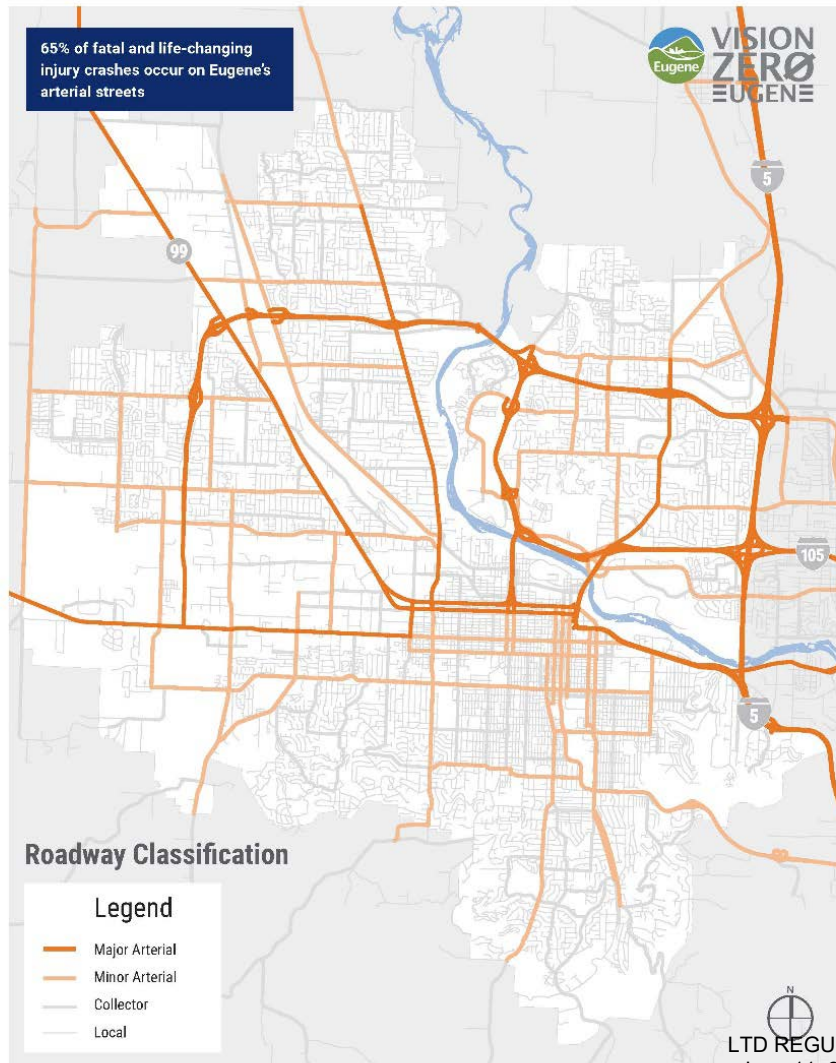 65% of fatal and life-changing
injury crashes occur on Eugene's
arterial streets
Eugene
VISION
ZERØ
EUGENE
5
99
105
5
Roadway Classification
Legend
Major Arterial
Minor Arterial
Collector
Local
N
LTD REGU